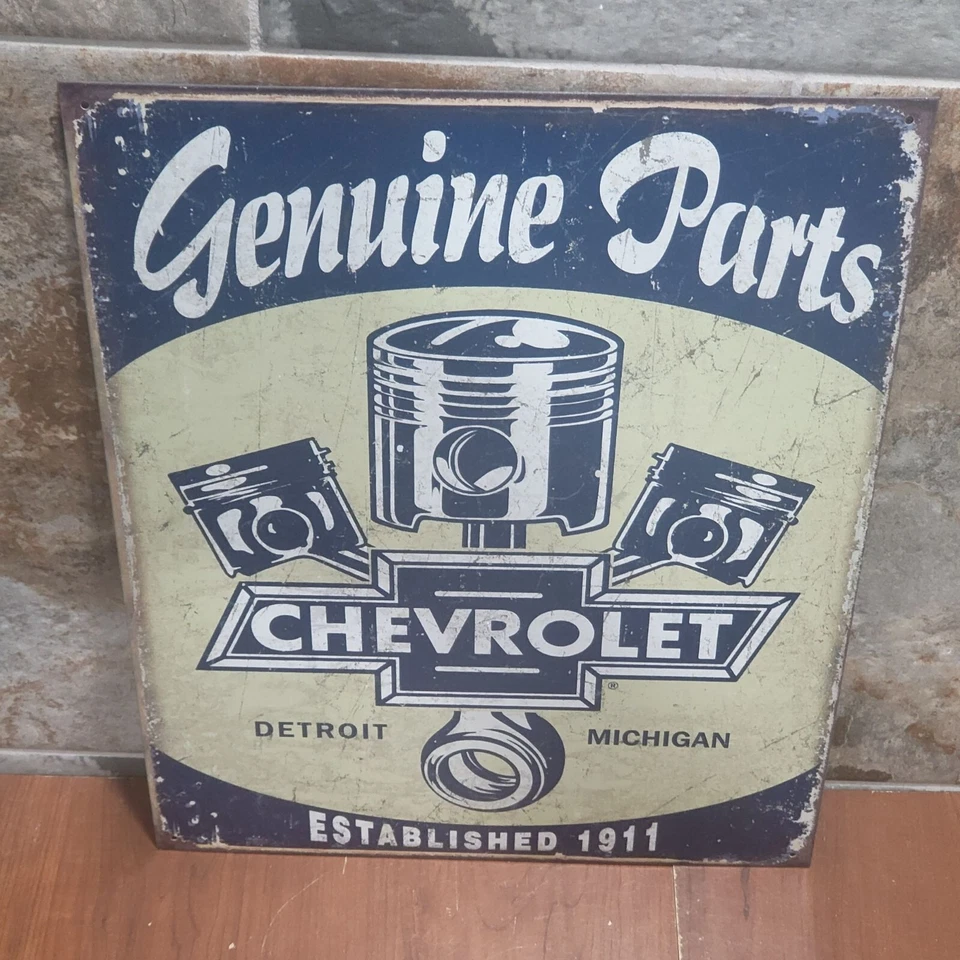 Genuine Parts
CHEVROLET
®
DETROIT MICHIGAN
ESTABLISHED 1911